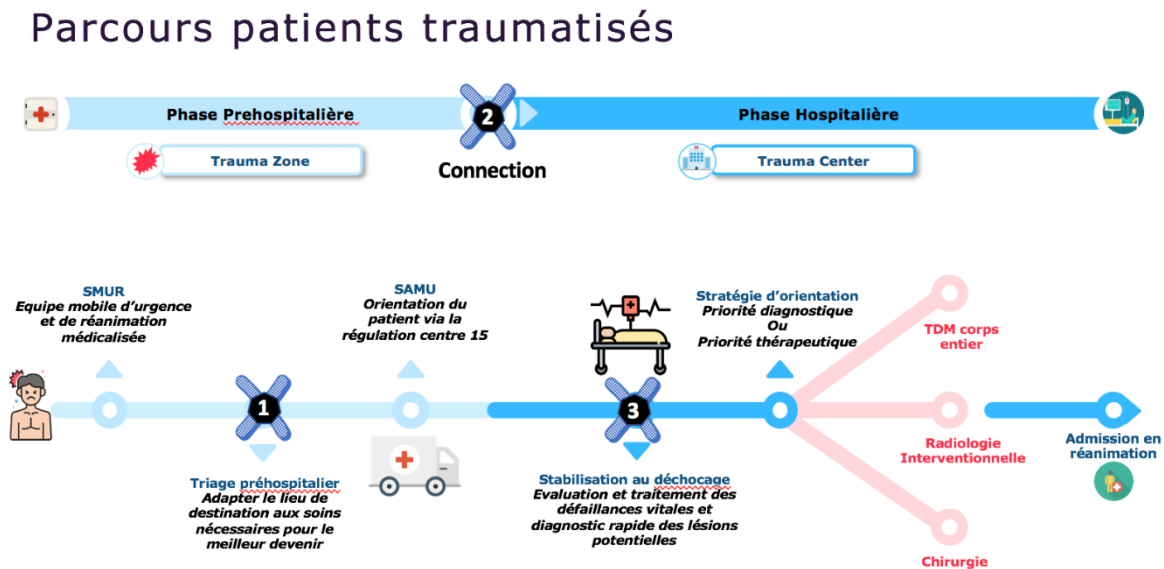 Parcours patients traumatisés
Phase Prehospitalière
2
Phase Hospitalière
Trauma Zone
Connection
Trauma Center
SMUR
Equipe mobile d'urgence
et de réanimation
médicalisée
SAMU
Orientation du
patient via la
régulation centre 15
Stratégie d'orientation
Priorité diagnostique
Ou
Priorité thérapeutique
TDM corps
entier
1
3
Radiologie
Interventionnelle
Admission en
réanimation
Triage préhospitalier
Adapter le lieu de
destination aux soins
nécessaires pour le
meilleur devenir
Stabilisation au déchocage
Evaluation et traitement des
défaillances vitales et
diagnostic rapide des lésions
potentielles
Chirurgie